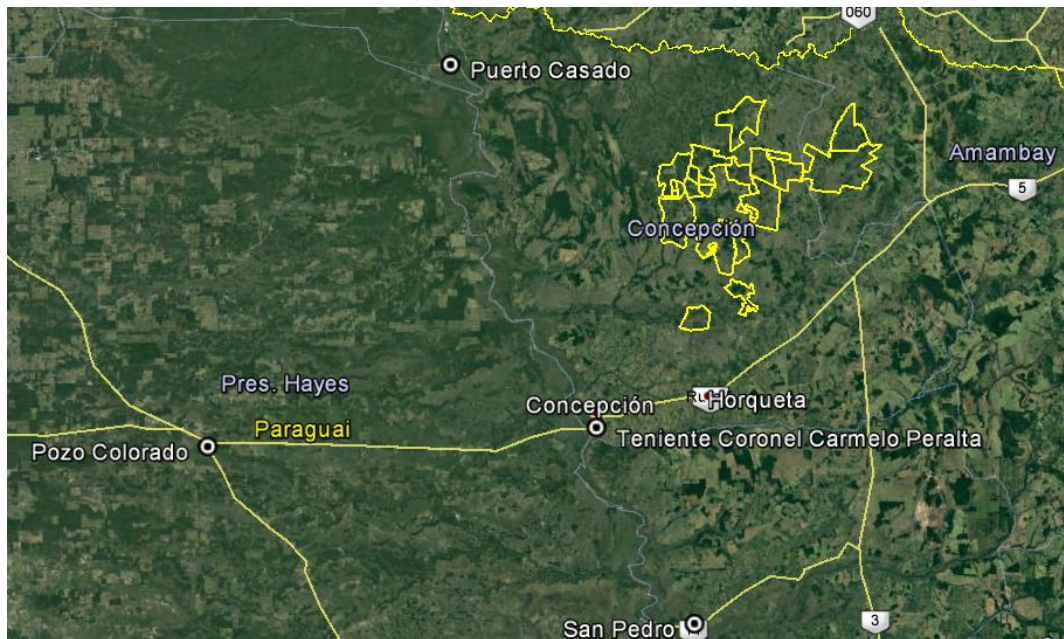 060
Puerto Casado
Amambay
5
Concepción
Pres. Hayes
Concepción
Horqueta
Paraguai
Teniente Coronel Carmelo Peralta
Pozo Colorado
San Pedro
3